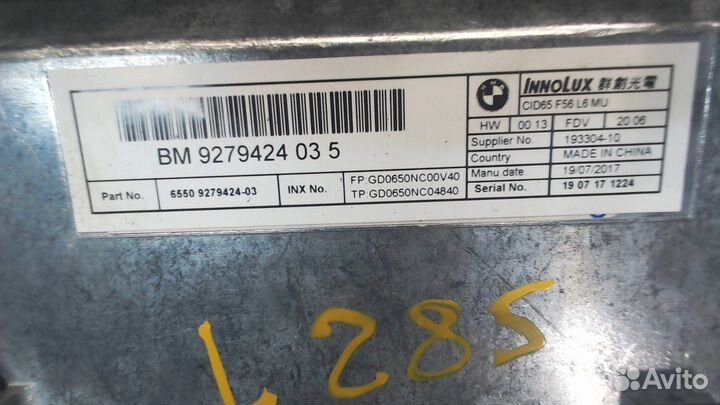 BM 9279424 03 5
Part No. 6550 9279424-03 INX No. FP:GD0650NC00V40
TP:GD0650NC04840
BMW
INNOLUX 群創光電
CID65 F56 L6 MU
HW 00 13 FDV 20 06
Supplier No. 193304-10
Country MADE IN CHINA
Manu date. 19/07/2017
Serial No. 19 07 17 1224
L 285
Avito